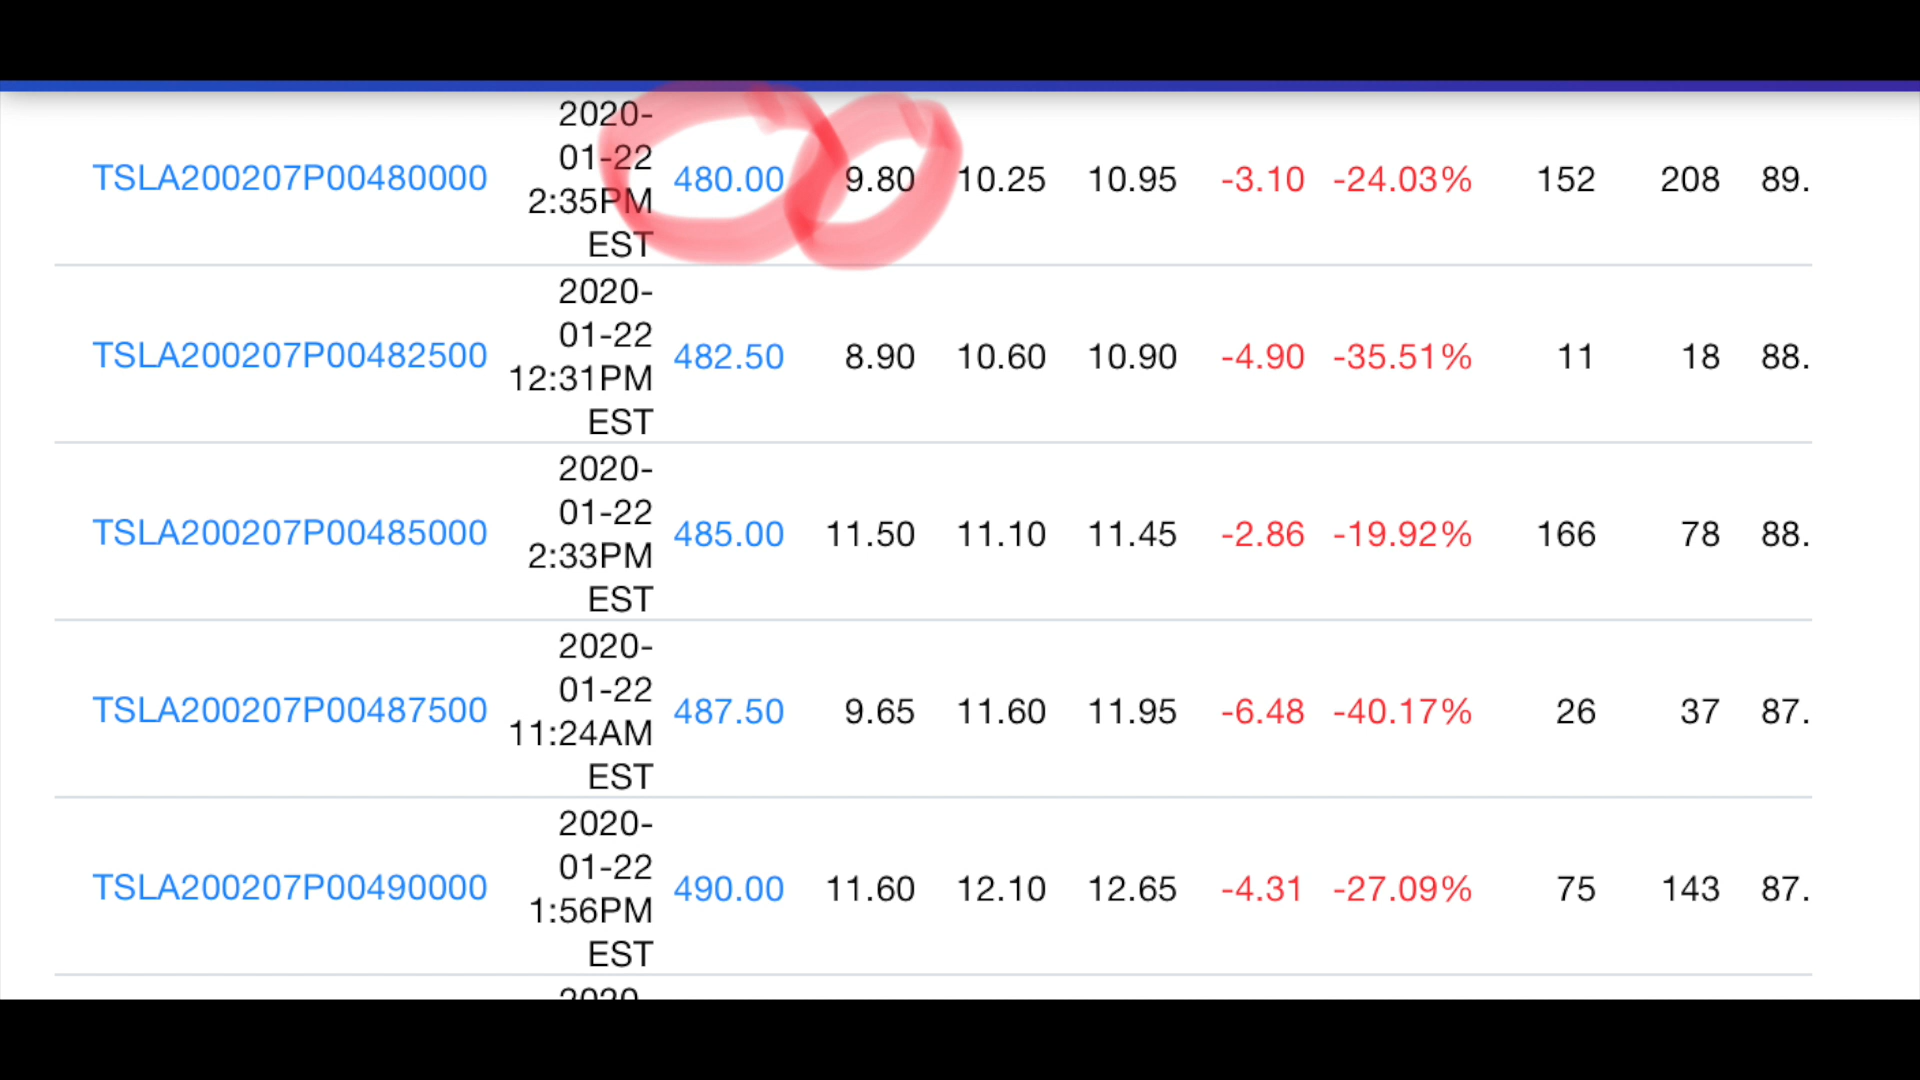 TSLA200207P00480000 2020-01-22 2:35PM EST 480.00 9.80 10.25 10.95 -3.10 -24.03% 152 208 89.
TSLA200207P00482500 2020-01-22 12:31PM EST 482.50 8.90 10.60 10.90 -4.90 -35.51% 11 18 88.
TSLA200207P00485000 2020-01-22 2:33PM EST 485.00 11.50 11.10 11.45 -2.86 -19.92% 166 78 88.
TSLA200207P00487500 2020-01-22 11:24AM EST 487.50 9.65 11.60 11.95 -6.48 -40.17% 26 37 87.
TSLA200207P00490000 2020-01-22 1:56PM EST 490.00 11.60 12.10 12.65 -4.31 -27.09% 75 143 87.